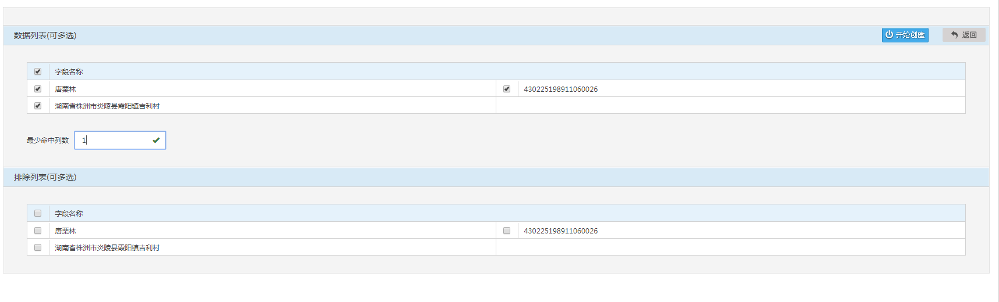 数据列表(可多选) 开始创建 返回
字段名称
唐栗林 430225198911060026
湖南省株洲市炎陵县霞阳镇吉利村
最少命中列数 1
排除列表(可多选)
字段名称
唐栗林 430225198911060026
湖南省株洲市炎陵县霞阳镇吉利村